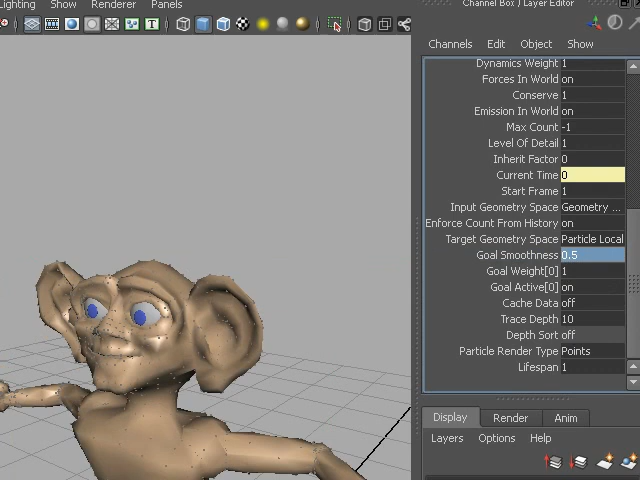 Lighting Show Renderer Panels
Channel Box / Layer Editor
Channels Edit Object Show
Dynamics Weight 1
Forces In World on
Conserve 1
Emission In World on
Max Count -1
Level Of Detail 1
Inherit Factor 0
Current Time 0
Start Frame 1
Input Geometry Space Geometry ...
Enforce Count From History on
Target Geometry Space Particle Local
Goal Smoothness 0.5
Goal Weight[0] 1
Goal Active[0] on
Cache Data off
Trace Depth 10
Depth Sort off
Particle Render Type Points
Lifespan 1
Display Render Anim
Layers Options Help